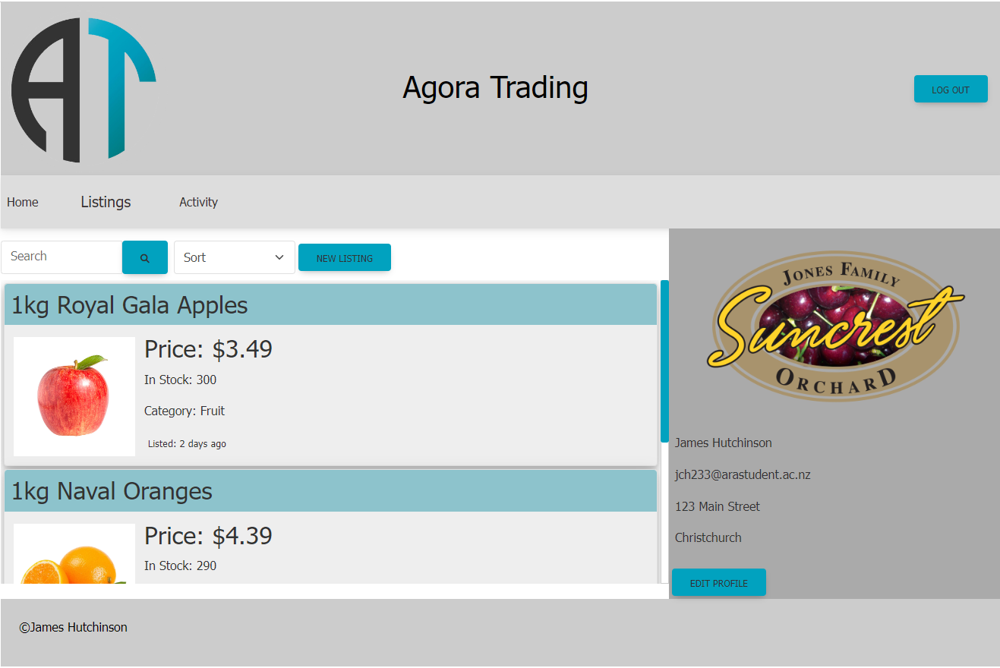 AT
Agora Trading
LOG OUT
Home
Listings
Activity
Search
Sort
NEW LISTING
1kg Royal Gala Apples
Price: $3.49
In Stock: 300
Category: Fruit
Listed: 2 days ago
1kg Naval Oranges
Price: $4.39
In Stock: 290
JONES FAMILY
Suncrest
ORCHARD
James Hutchinson
jch233@arastudent.ac.nz
123 Main Street
Christchurch
EDIT PROFILE
©James Hutchinson